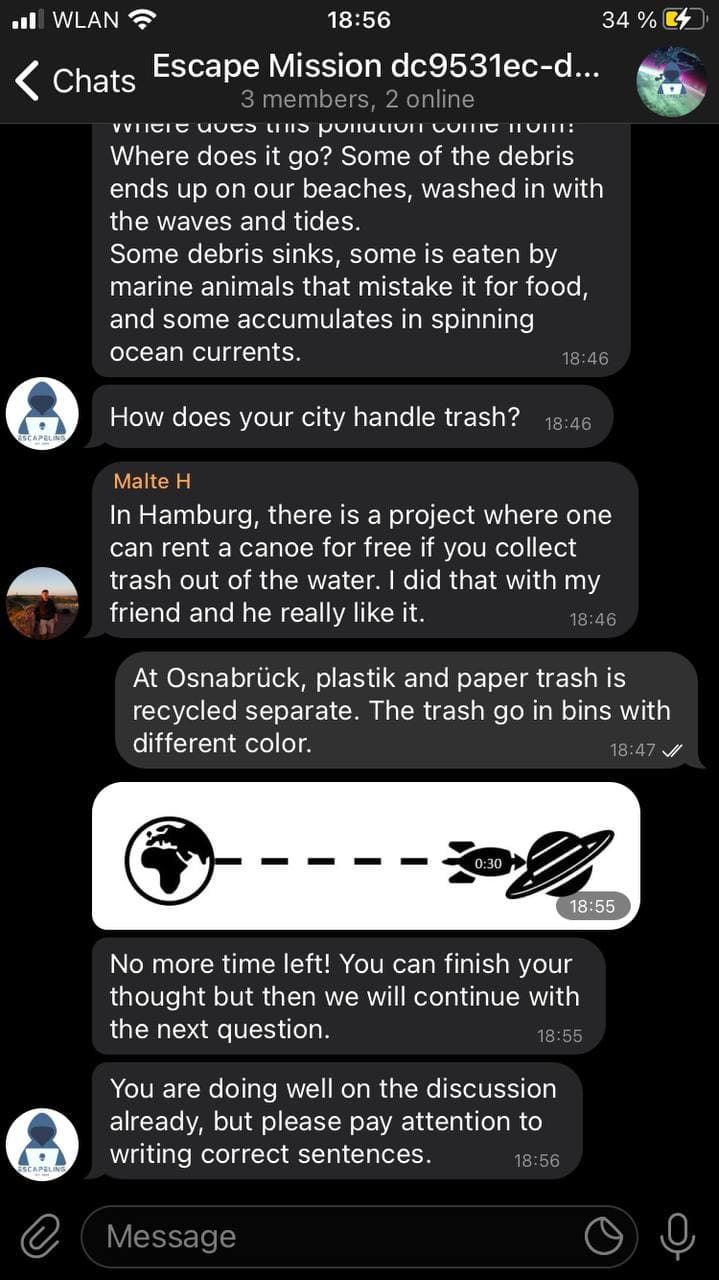 WLAN 18:56 34 %
Chats Escape Mission dc9531ec-d...
3 members, 2 online
Where does this pollution come from?
Where does it go? Some of the debris
ends up on our beaches, washed in with
the waves and tides.
Some debris sinks, some is eaten by
marine animals that mistake it for food,
and some accumulates in spinning
ocean currents. 18:46
How does your city handle trash? 18:46
ESCAPELING
Malte H
In Hamburg, there is a project where one
can rent a canoe for free if you collect
trash out of the water. I did that with my
friend and he really like it. 18:46
At Osnabrück, plastik and paper trash is
recycled separate. The trash go in bins with
different color. 18:47
0:30
18:55
No more time left! You can finish your
thought but then we will continue with
the next question. 18:55
You are doing well on the discussion
already, but please pay attention to
writing correct sentences. 18:56
ESCAPELING
Message